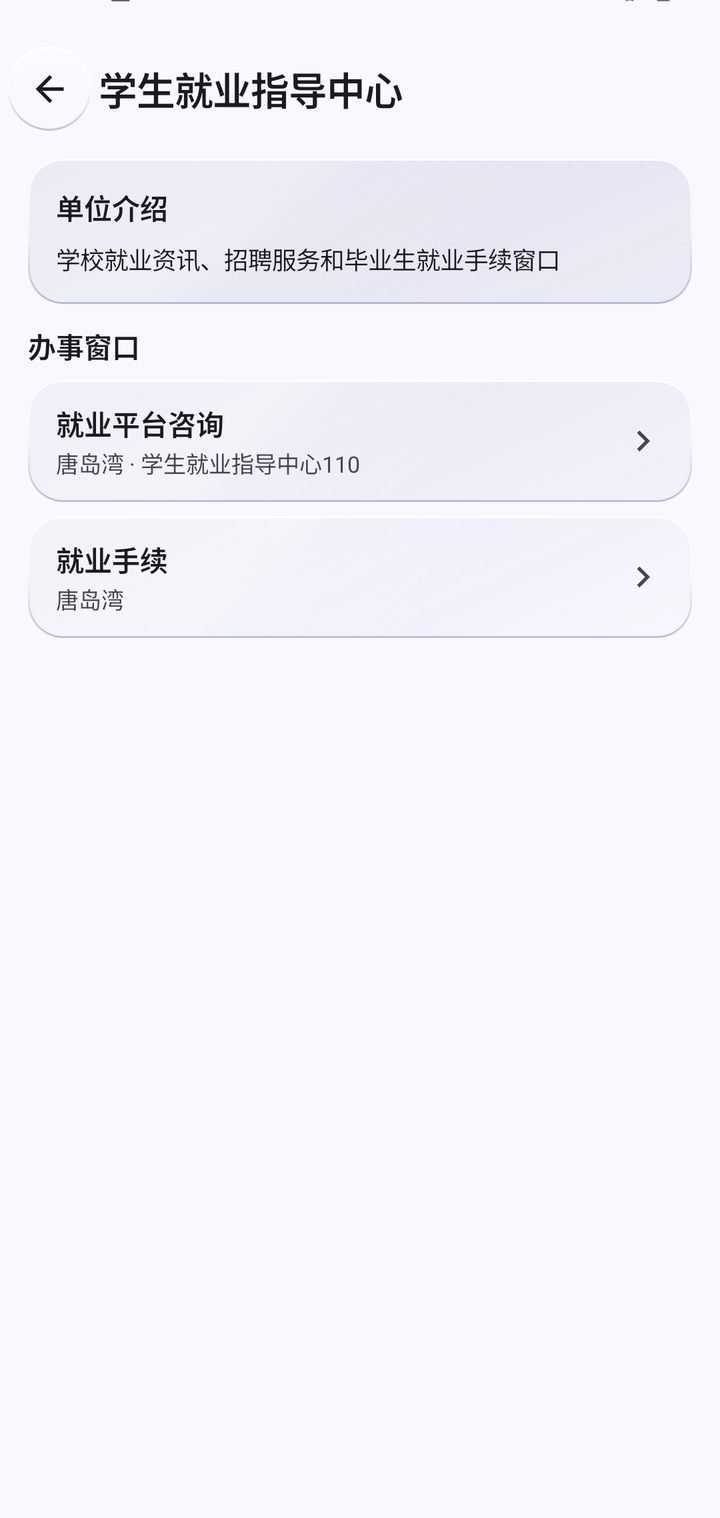 学生就业指导中心
单位介绍
学校就业资讯、招聘服务和毕业生就业手续窗口
办事窗口
就业平台咨询
唐岛湾 · 学生就业指导中心110
就业手续
唐岛湾